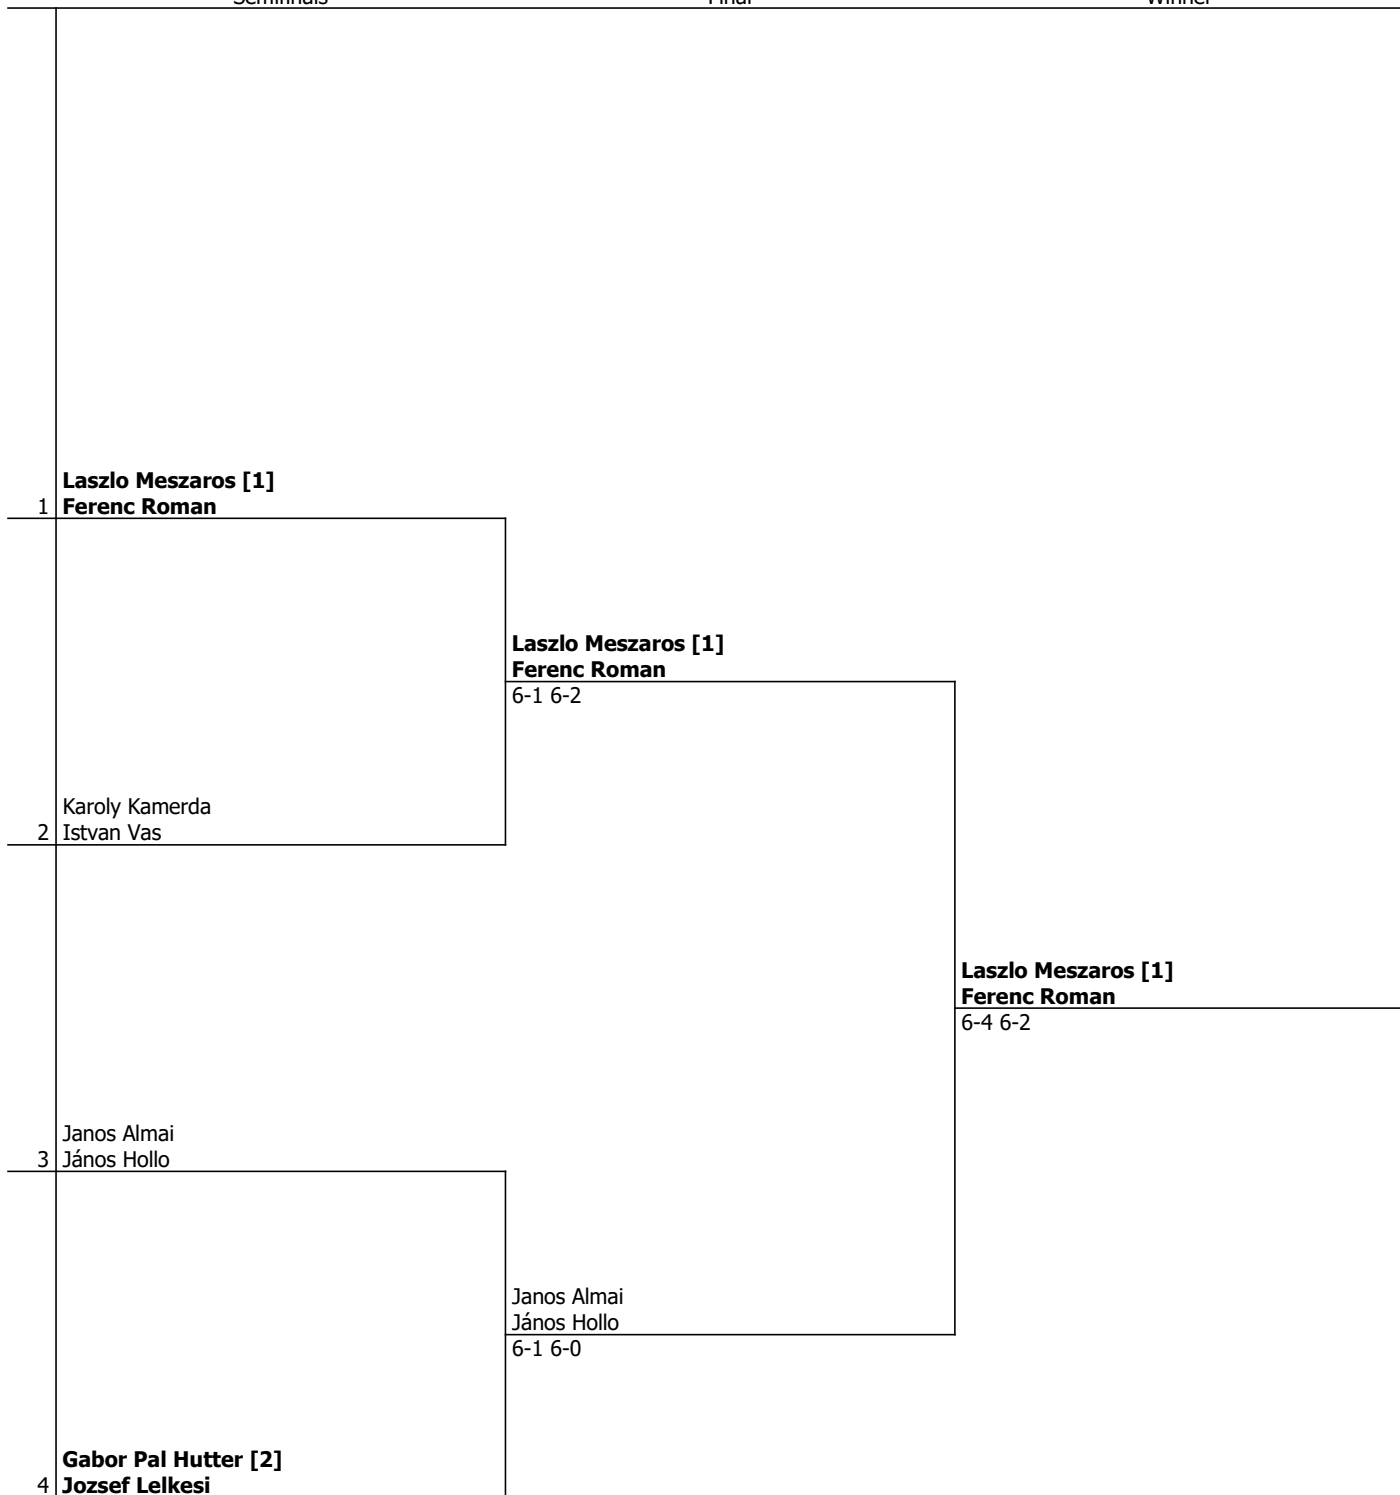 Semifinals Final Winner
Laszlo Meszaros [1]
1 Ferenc Roman
Laszlo Meszaros [1]
Ferenc Roman
6-1 6-2
Karoly Kamerda
2 Istvan Vas
Laszlo Meszaros [1]
Ferenc Roman
6-4 6-2
Janos Almai
3 János Hollo
Janos Almai
János Hollo
6-1 6-0
Gabor Pal Hutter [2]
4 Jozsef Lelkesi